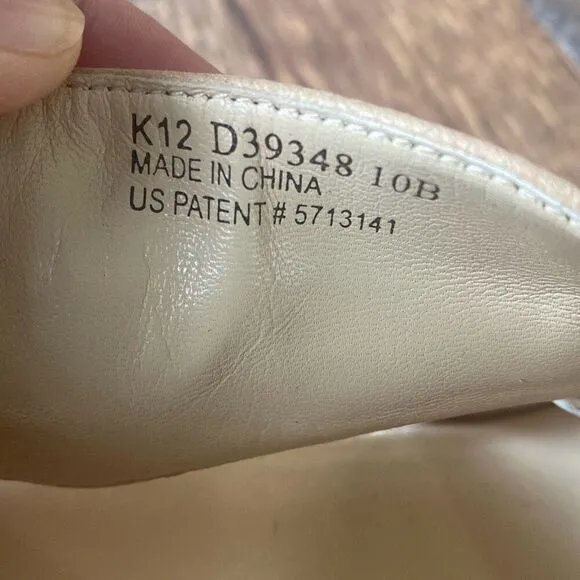 K12 D39348 10B
MADE IN CHINA
US PATENT # 5713141